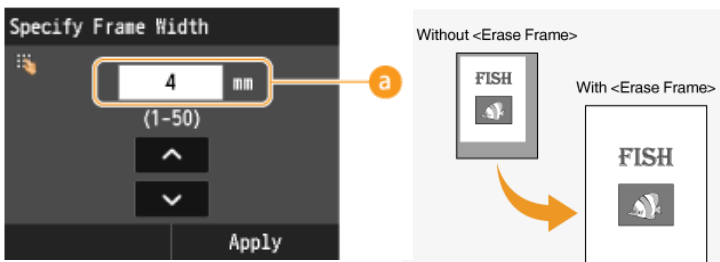 Specify Frame Width
4 mm
(1-50)
Apply
a
Without <Erase Frame>
FISH
With <Erase Frame>
FISH